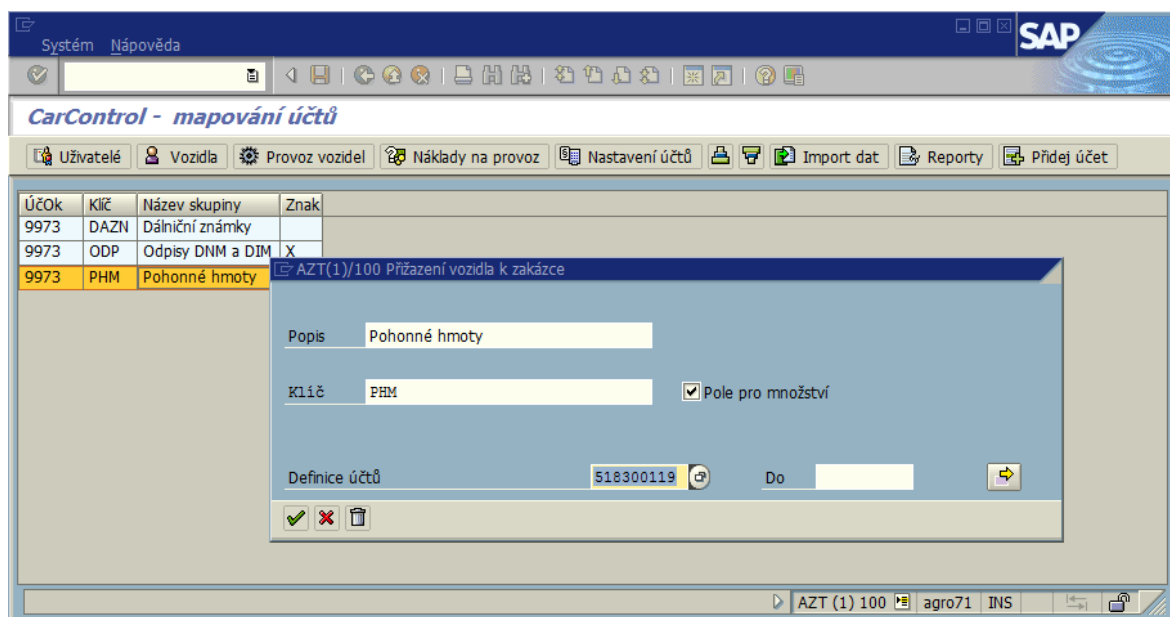 Systém Nápověda
SAP
CarControl - mapování účtů
Uživatelé Vozidla Provoz vozidel Náklady na provoz Nastavení účtů Import dat Reporty Přidej účet
ÚčOk Klíč Název skupiny Znak
9973 DAZN Dálniční známky
9973 ODP Odpisy DNM a DIM X
9973 PHM Pohonné hmoty
AZT(1)/100 Přižazení vozidla k zakázce
Popis Pohonné hmoty
Klíč PHM Pole pro množství
Definice účtů 518300119 Do
AZT (1) 100 agro71 INS